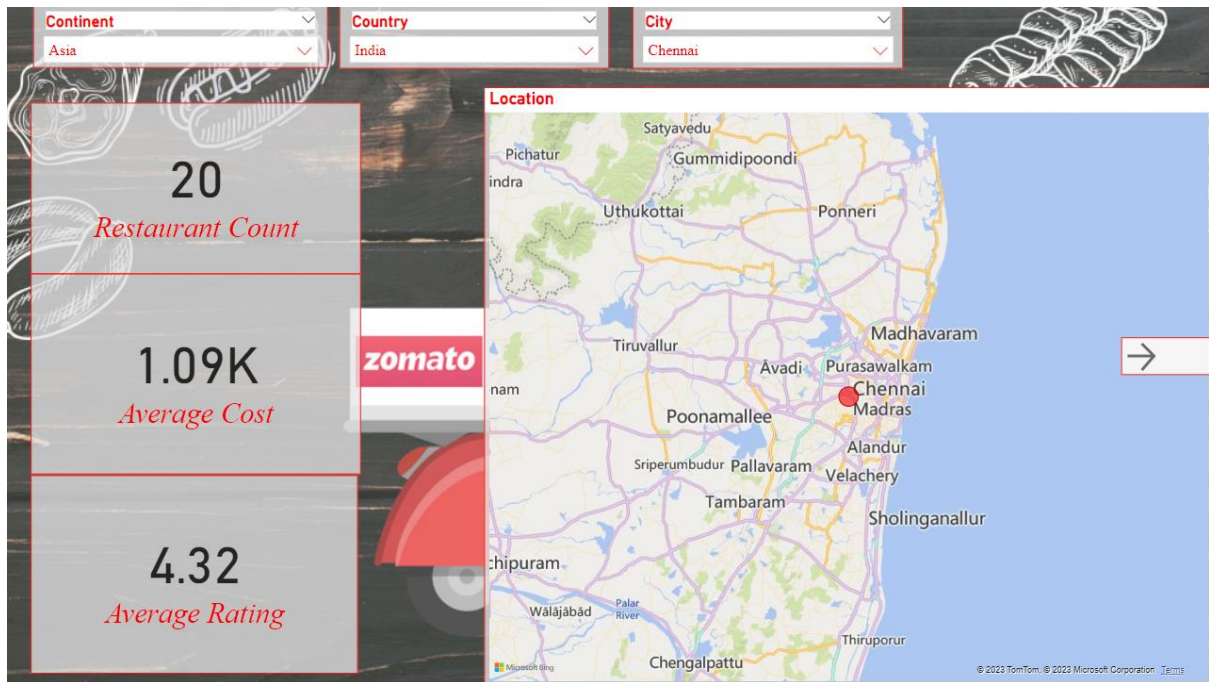 Continent
Asia
Country
India
City
Chennai
20
Restaurant Count
1.09K
Average Cost
4.32
Average Rating
zomato
Location
Satyavedu
Pichatur
Gummidipoondi
indra
Uthukottai
Ponneri
Madhavaram
Tiruvallur
Āvadi
Purasawalkam
nam
Chennai
Madras
Poonamallee
Alandur
Sriperumbudur
Pallavaram
Velachery
Tambaram
Sholinganallur
chipuram
Wālājābād
Palar
River
Thiruporur
Chengalpattu
Microsoft Bing
© 2023 TomTom, © 2023 Microsoft Corporation Terms